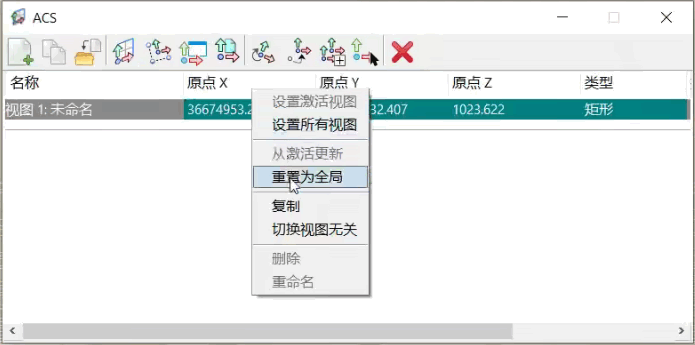 ACS
名称 原点 X 原点 Y 原点 Z 类型
视图 1: 未命名 36674953.2 32.407 1023.622 矩形
设置激活视图
设置所有视图
从激活更新
重置为全局
复制
切换视图无关
删除
重命名